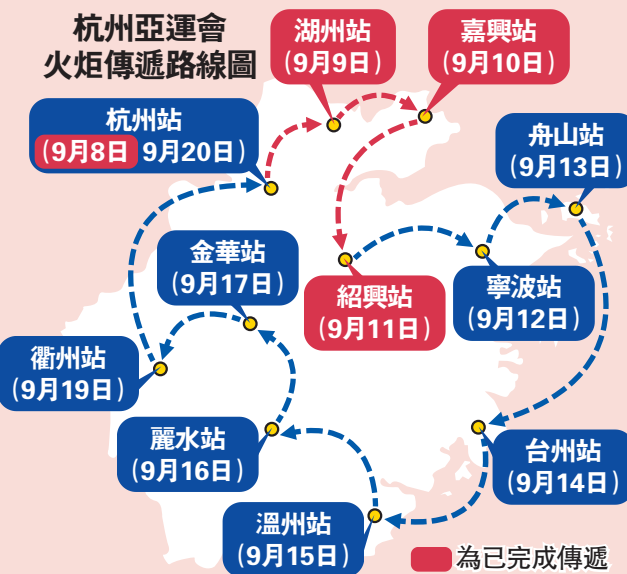 杭州亞運會
火炬傳遞路線圖
湖州站
(9月9日)
嘉興站
(9月10日)
杭州站
(9月8日 9月20日)
舟山站
(9月13日)
金華站
(9月17日)
紹興站
(9月11日)
寧波站
(9月12日)
衢州站
(9月19日)
麗水站
(9月16日)
台州站
(9月14日)
溫州站
(9月15日)
為已完成傳遞